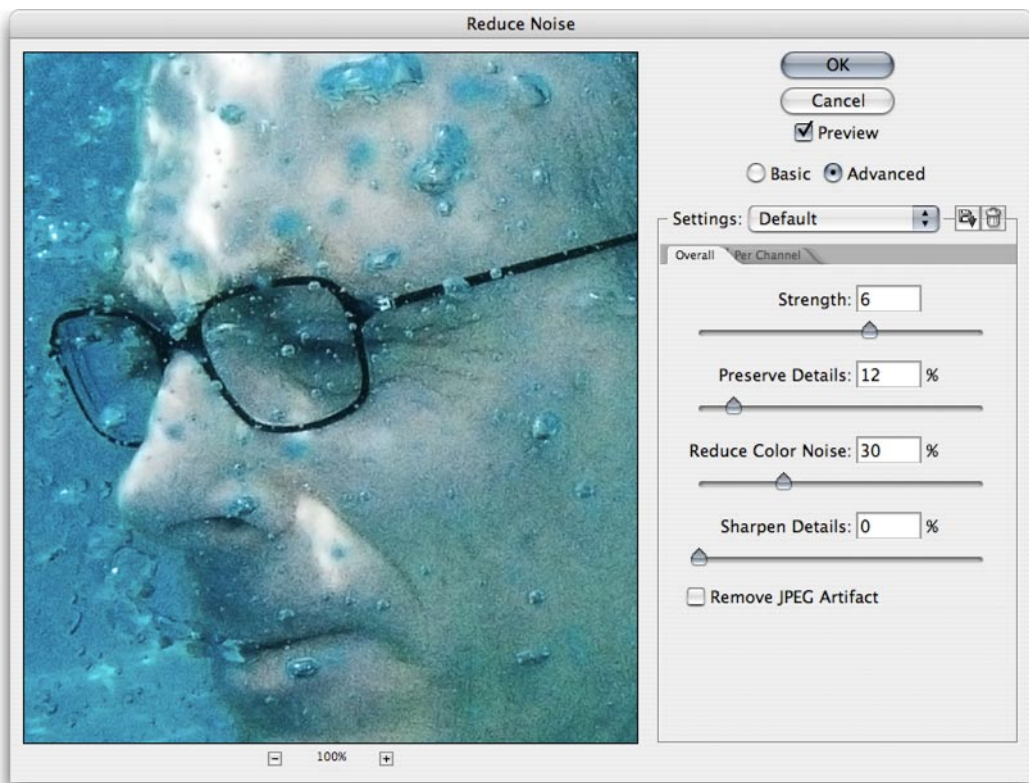 Reduce Noise
OK
Cancel
Preview
Basic Advanced
Settings: Default
Overall Per Channel
Strength: 6
Preserve Details: 12 %
Reduce Color Noise: 30 %
Sharpen Details: 0 %
Remove JPEG Artifact
100%